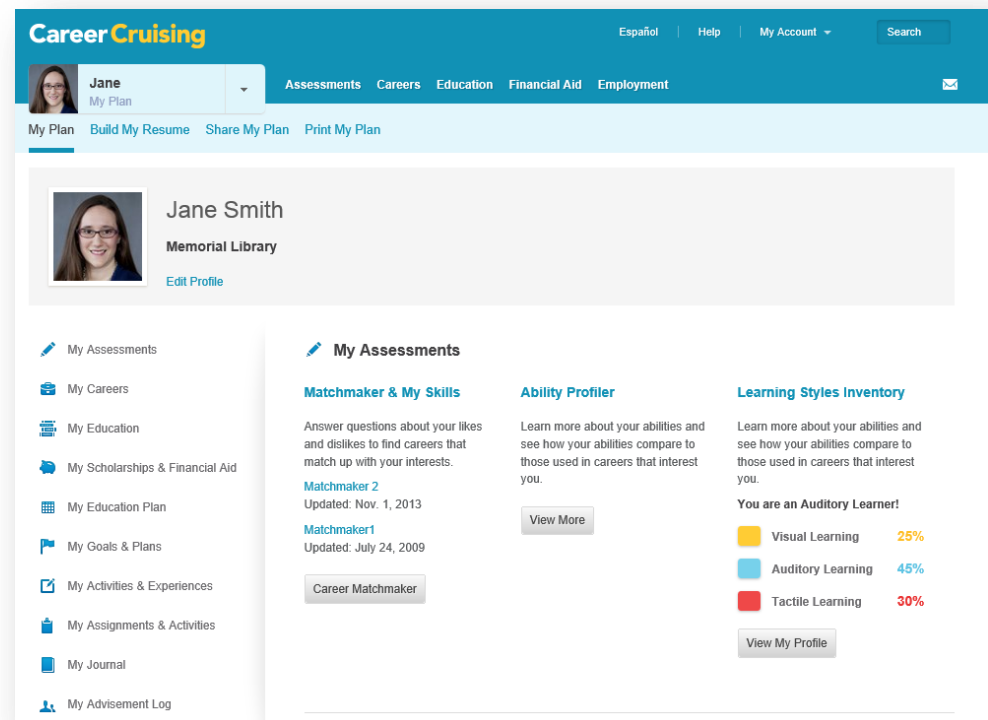 Career Cruising
Español Help My Account Search
Jane
My Plan
Assessments Careers Education Financial Aid Employment
My Plan Build My Resume Share My Plan Print My Plan
Jane Smith
Memorial Library
Edit Profile
My Assessments
My Careers
My Education
My Scholarships & Financial Aid
My Education Plan
My Goals & Plans
My Activities & Experiences
My Assignments & Activities
My Journal
My Advisement Log
My Assessments
Matchmaker & My Skills
Answer questions about your likes
and dislikes to find careers that
match up with your interests.
Matchmaker 2
Updated: Nov. 1, 2013
Matchmaker1
Updated: July 24, 2009
Career Matchmaker
Ability Profiler
Learn more about your abilities and
see how your abilities compare to
those used in careers that interest
you.
View More
Learning Styles Inventory
Learn more about your abilities and
see how your abilities compare to
those used in careers that interest
you.
You are an Auditory Learner!
Visual Learning 25%
Auditory Learning 45%
Tactile Learning 30%
View My Profile